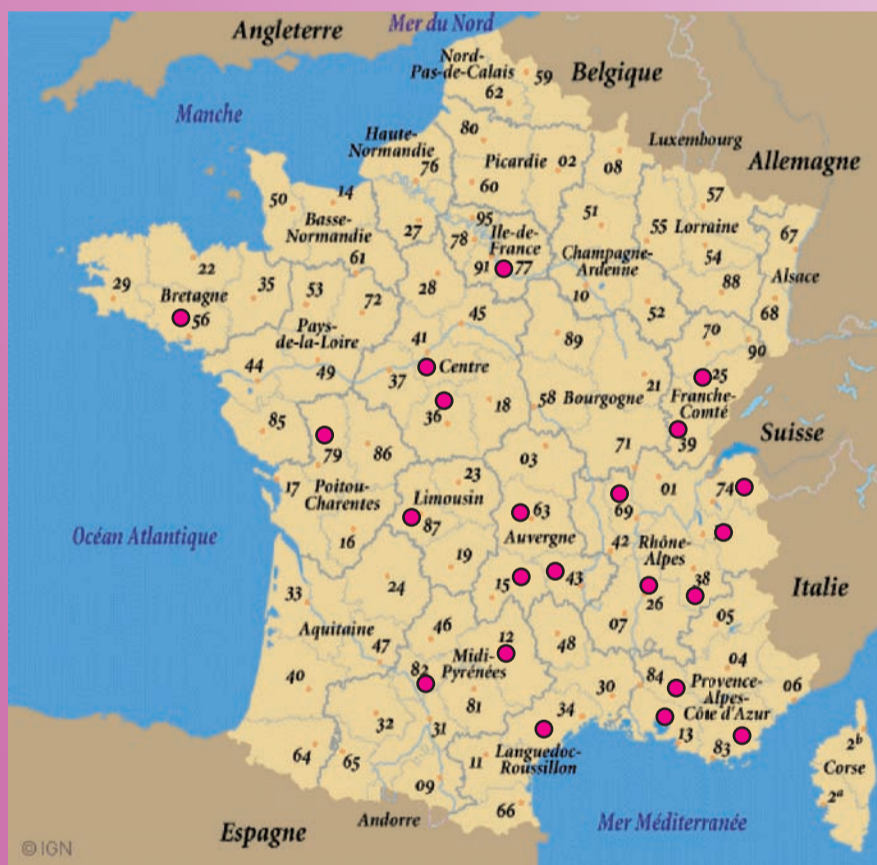 Mer du Nord
Angleterre
Nord-
Pas-de-Calais
59
Belgique
62
Manche
80
Haute-
Normandie
Luxembourg
Allemagne
76
Picardie
02
08
60
57
50
14
51
55
Lorraine
67
Basse-
Normandie
27
95
78
Ile-de-
France
Champagne-
Ardenne
54
Alsace
61
91
77
22
29
35
Bretagne
53
72
28
10
88
68
56
45
52
70
Pays-
de-la-Loire
41
89
90
44
49
37
Centre
25
21
Franche-
Comté
85
36
18
58
Bourgogne
Suisse
79
86
71
39
03
17
Poitou-
Charentes
23
Limousin
01
74
87
63
69
Océan Atlantique
16
Auvergne
42
Rhône-
Alpes
19
24
15
43
38
Italie
33
26
05
07
Aquitaine
46
12
48
47
Midi-
Pyrénées
04
40
82
84
Provence-
Alpes-
Côte d'Azur
06
30
81
32
34
31
13
83
2b
64
65
11
Languedoc-
Roussillon
Corse
09
2a
66
Andorre
Espagne
Mer Méditerranée
© IGN